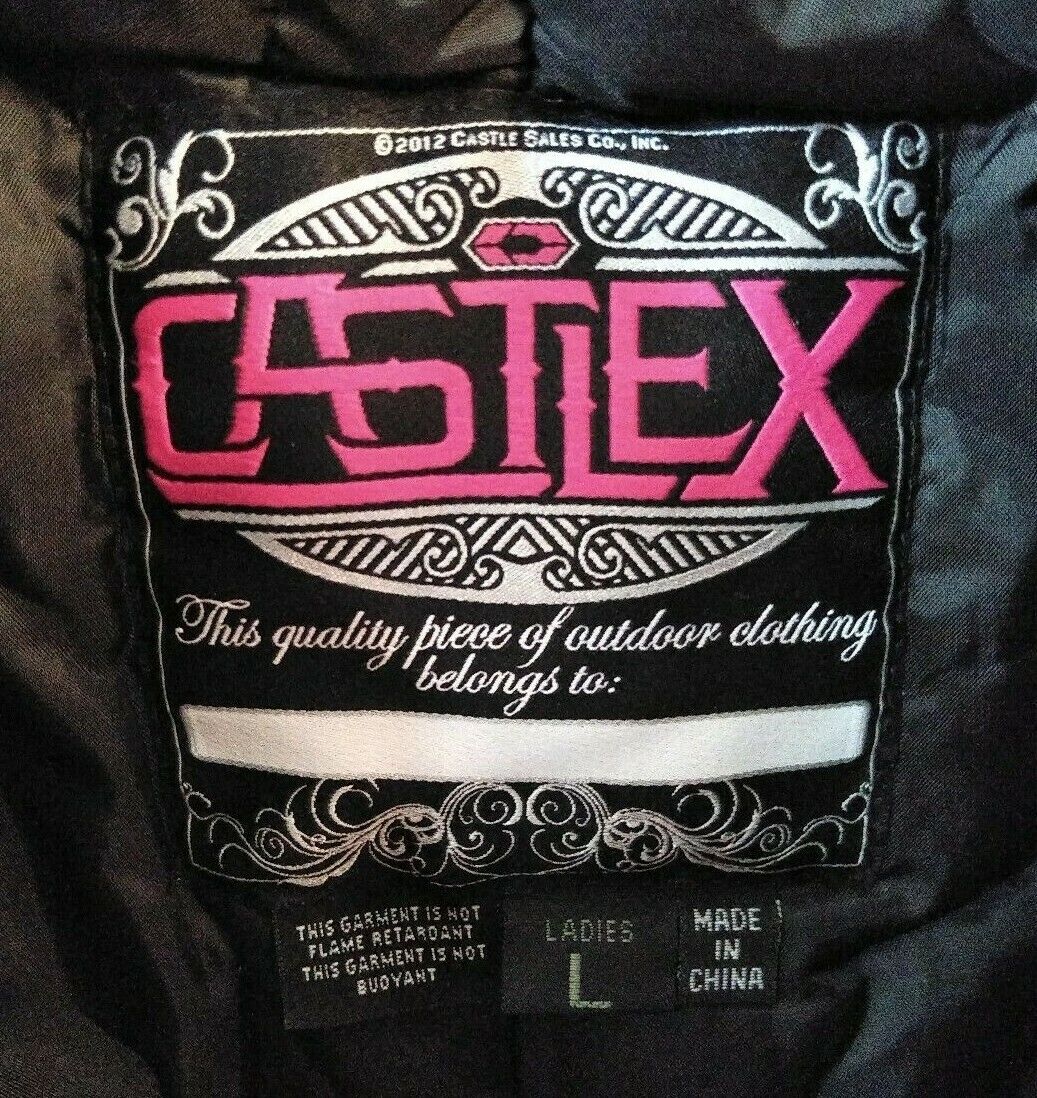 ©2012 CASTLE SALES CO., INC.
CASTLEX
This quality piece of outdoor clothing
belongs to:
THIS GARMENT IS NOT
FLAME RETARDANT
THIS GARMENT IS NOT
BUOYANT
LADIES
L
MADE
IN
CHINA